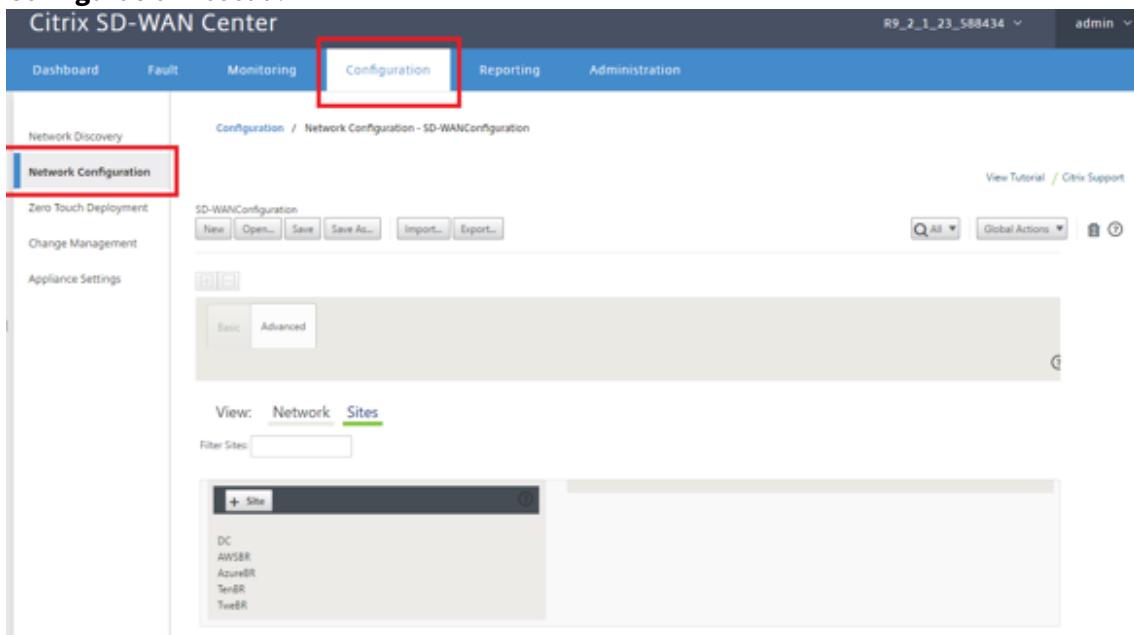 Citrix SD-WAN Center R9_2_1_23_588434 admin
Dashboard Fault Monitoring Configuration Reporting Administration
Network Discovery
Configuration / Network Configuration - SD-WANConfiguration
Network Configuration
View Tutorial / Citrix Support
Zero Touch Deployment
SD-WANConfiguration
New Open... Save Save As... Import... Export... All Global Actions
Change Management
Appliance Settings
Basic Advanced
View: Network Sites
Filter Sites:
+ Site
DC
AWSBR
AzureBR
TenBR
TweBR